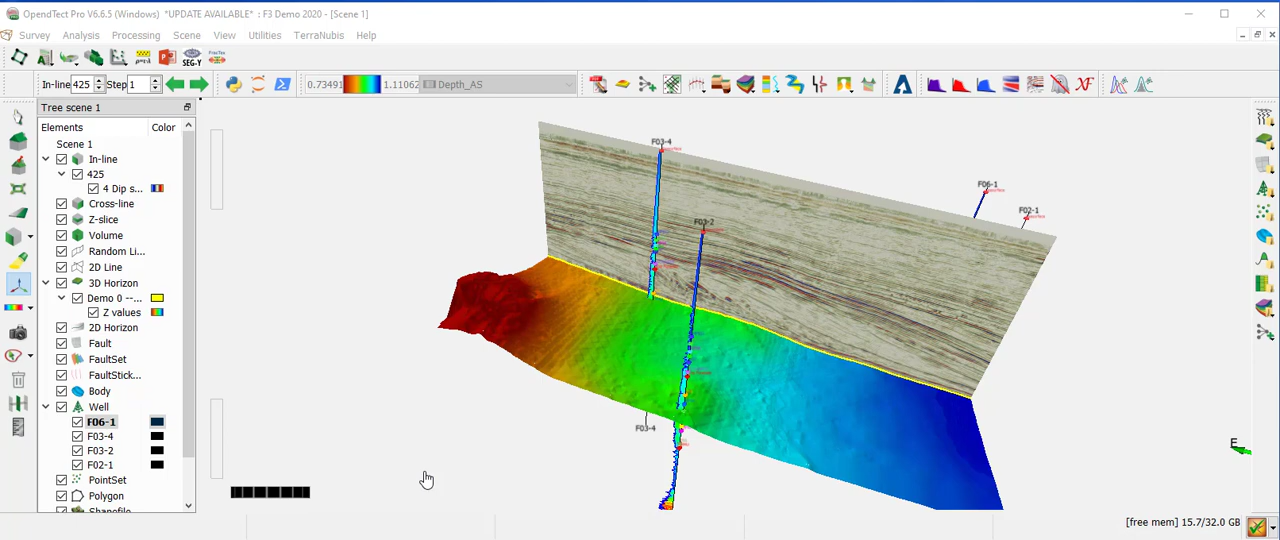 OpendTect Pro V6.6.5 (Windows) *UPDATE AVAILABLE* : F3 Demo 2020 - [Scene 1]
Survey Analysis Processing Scene View Utilities TerraNubis Help
SEG-Y
In-line 425 Step 1 0.73491 1.11062 Depth_AS XF
Tree scene 1
Elements Color
Scene 1
In-line
425
4 Dip s...
Cross-line
Z-slice
Volume
Random Li...
2D Line
3D Horizon
Demo 0 --...
Z values
2D Horizon
Fault
FaultSet
FaultStick...
Body
Well
F06-1
F03-4
F03-2
F02-1
PointSet
Polygon
F03-4
F03-2
F06-1
F02-1
F03-4
E
[free mem] 15.7/32.0 GB